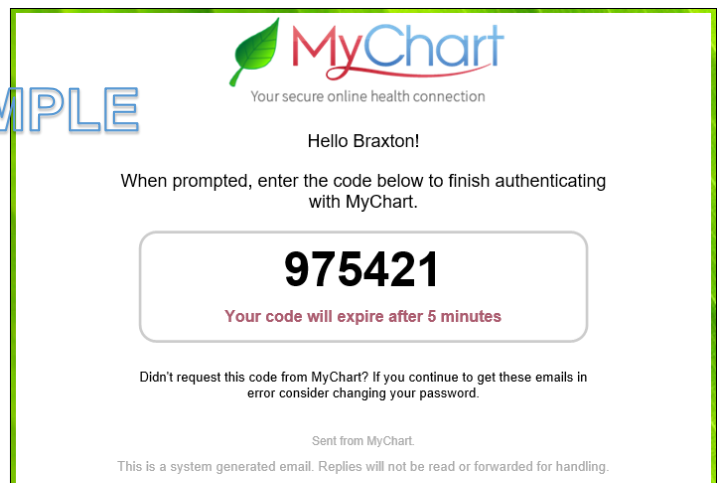 MyChart
Your secure online health connection
MPLE
Hello Braxton!
When prompted, enter the code below to finish authenticating
with MyChart.
975421
Your code will expire after 5 minutes
Didn't request this code from MyChart? If you continue to get these emails in
error consider changing your password.
Sent from MyChart.
This is a system generated email. Replies will not be read or forwarded for handling.